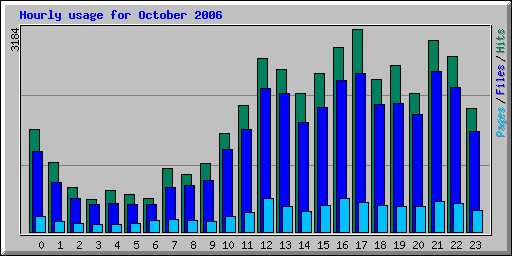 Hourly usage for October 2006
3184
Pages / Files / Hits
0 1 2 3 4 5 6 7 8 9 10 11 12 13 14 15 16 17 18 19 20 21 22 23